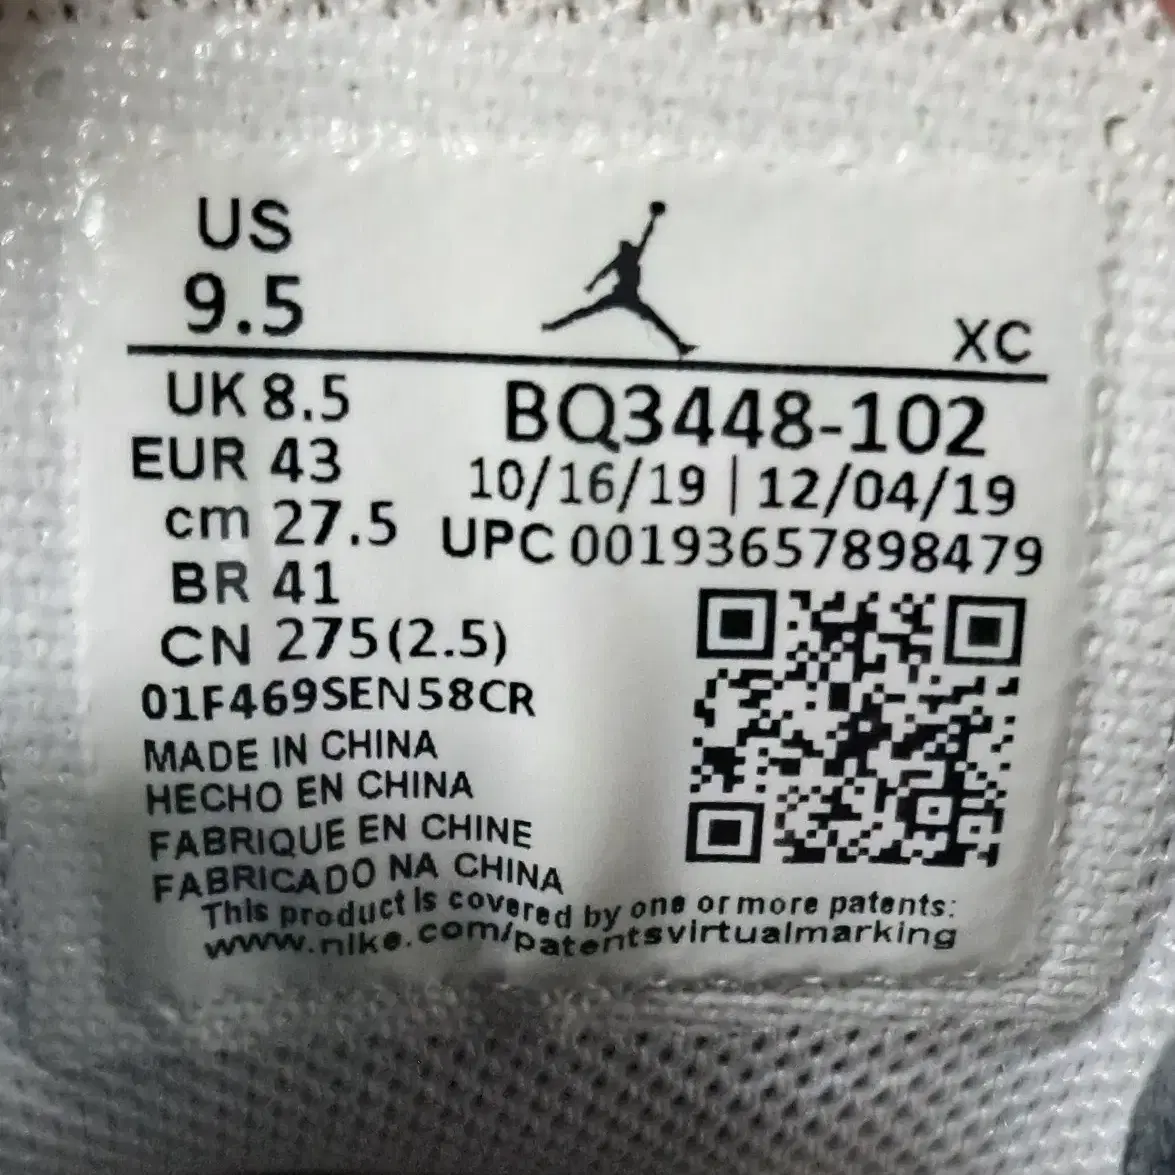 US
9.5
XC
UK 8.5
EUR 43
cm 27.5
BR 41
CN 275(2.5)
BQ3448-102
10/16/19 | 12/04/19
UPC 00193657898479
01F469SEN58CR
MADE IN CHINA
HECHO EN CHINA
FABRIQUE EN CHINE
FABRICADO NA CHINA
This product is covered by one or more patents:
www.nike.com/patentsvirtualmarking